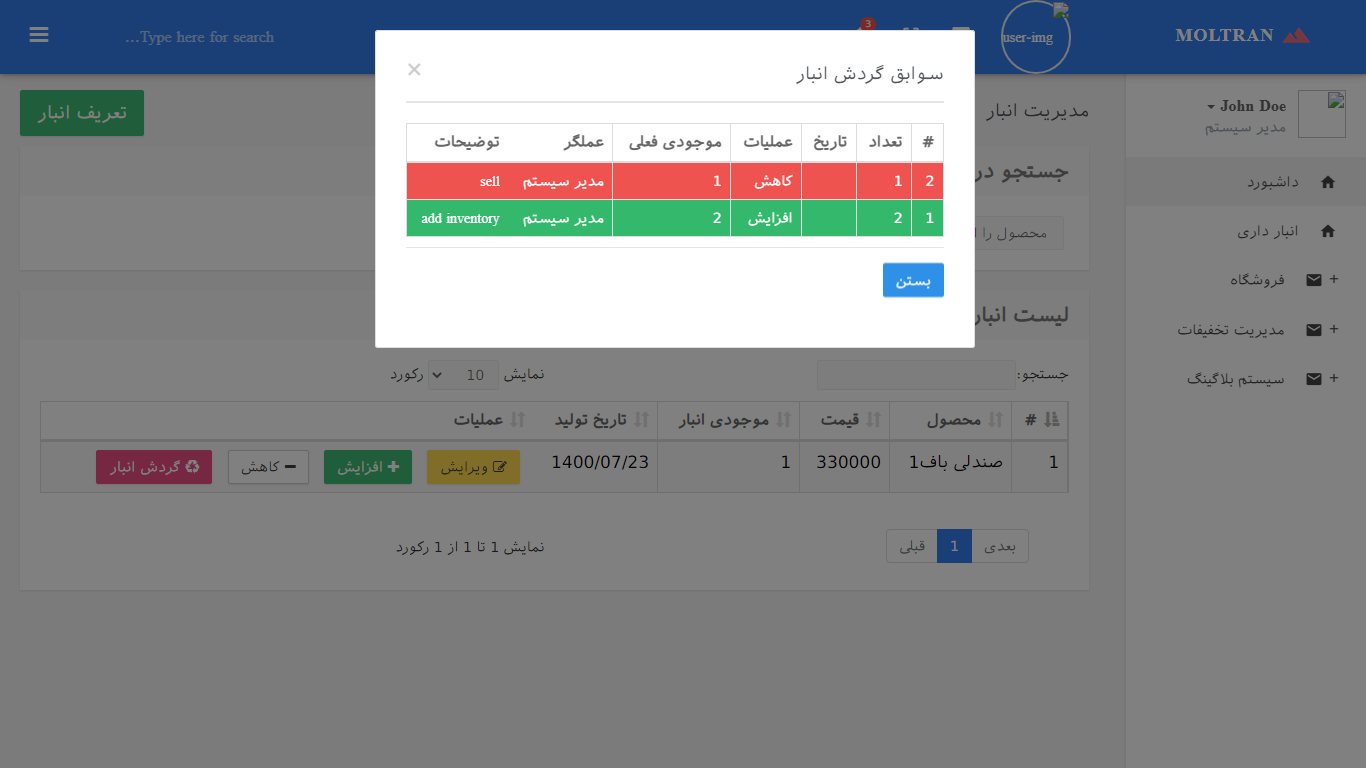 MOLTRAN
user-img
3
Type here for search...
John Doe
مدیر سیستم
داشبورد
انبار داری
+ فروشگاه
+ مدیریت تخفیفات
+ سیستم بلاگینگ
مدیریت انبار
تعریف انبار
جستجو در
محصول را
لیست انبار
سوابق گردش انبار
×
# تعداد تاریخ عملیات موجودی فعلی عملگر توضیحات
2 1 کاهش 1 مدیر سیستم sell
1 2 افزایش 2 مدیر سیستم add inventory
بستن
جستجو:
نمایش 10 رکورد
# محصول قیمت موجودی انبار تاریخ تولید عملیات
1 صندلی باف1 330000 1 1400/07/23 ویرایش افزایش کاهش گردش انبار
بعدی 1 قبلی
نمایش 1 تا 1 از 1 رکورد